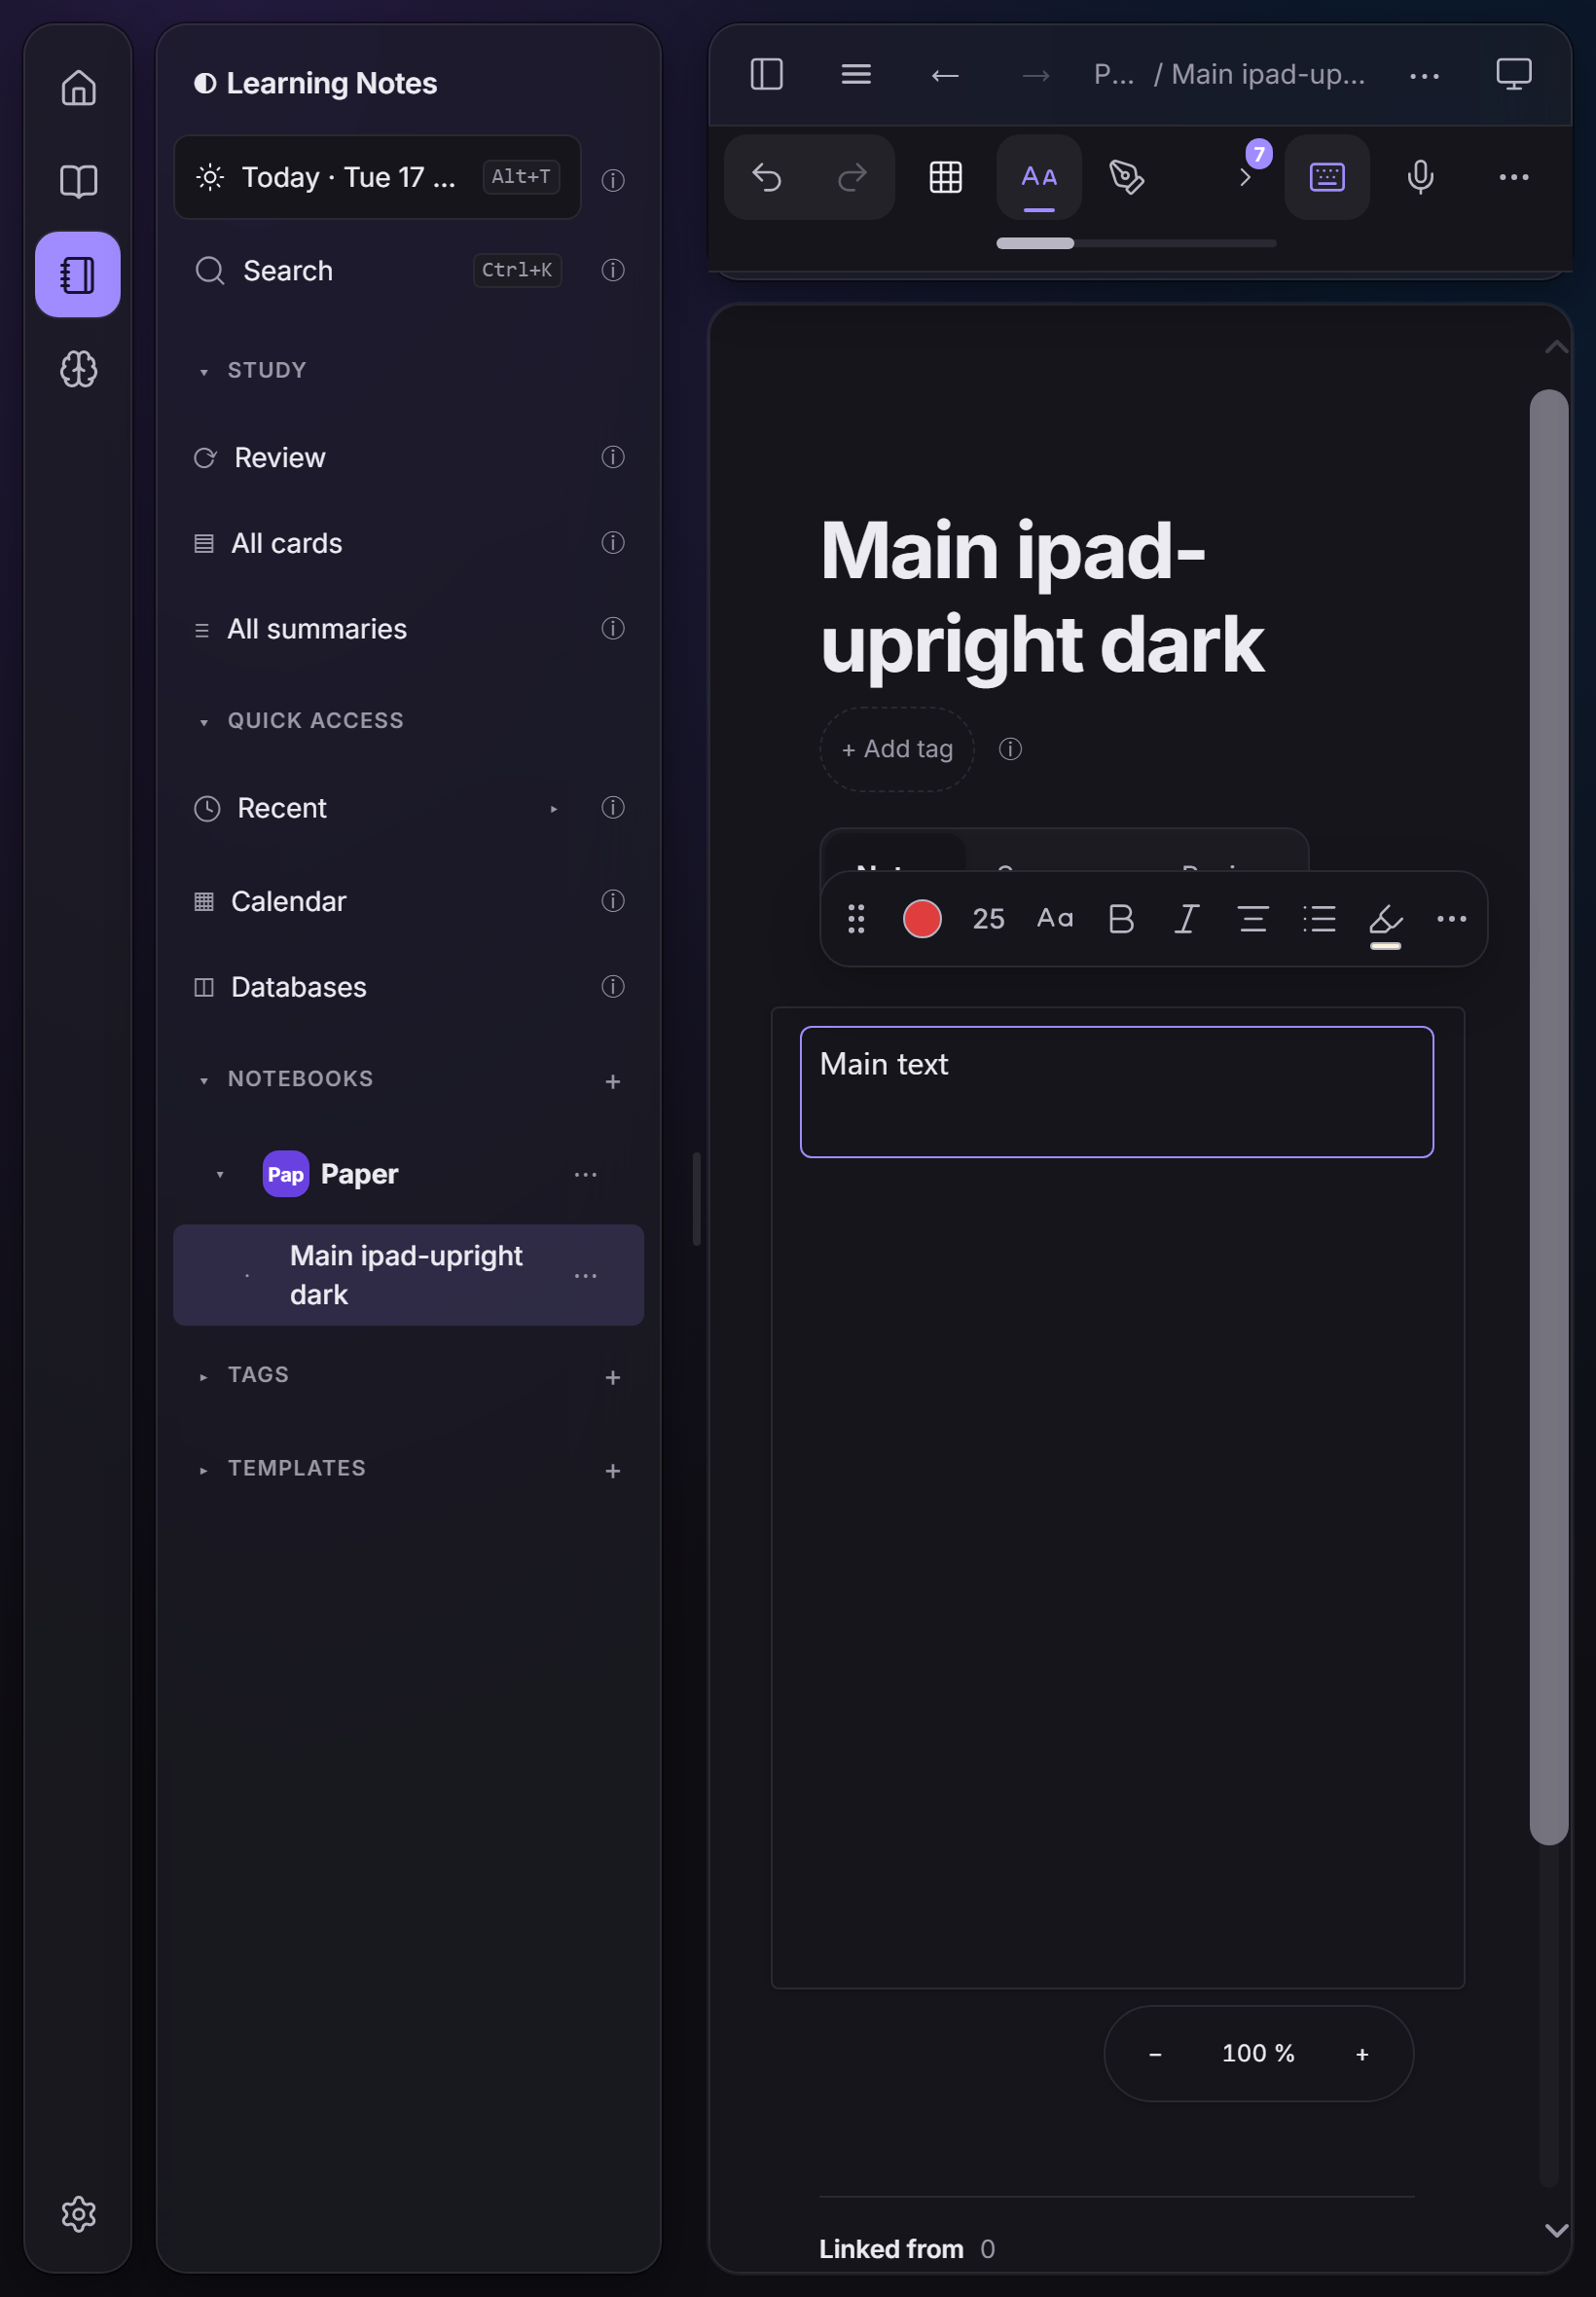 Learning Notes
Today · Tue 17 ... Alt+T
Search Ctrl+K
STUDY
Review
All cards
All summaries
QUICK ACCESS
Recent
Calendar
Databases
NOTEBOOKS +
Pap Paper ...
Main ipad-upright
dark ...
TAGS +
TEMPLATES +
P... / Main ipad-up... ...
7
Main ipad-
upright dark
+ Add tag
25 Aa B I
Main text
− 100 % +
Linked from 0